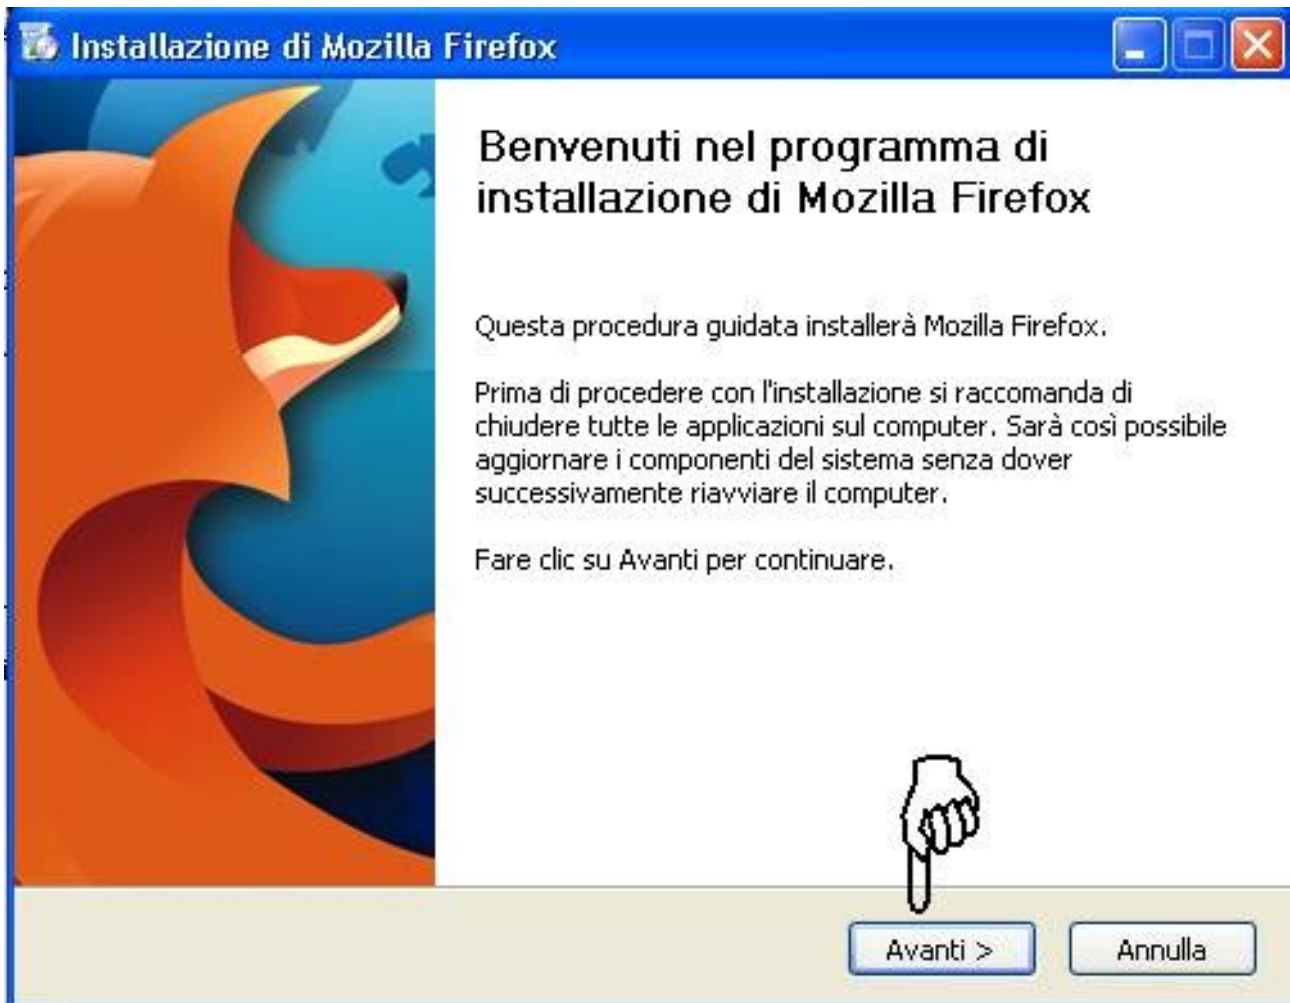 Installazione di Mozilla Firefox
Benvenuti nel programma di
installazione di Mozilla Firefox
Questa procedura guidata installerà Mozilla Firefox.
Prima di procedere con l'installazione si raccomanda di
chiudere tutte le applicazioni sul computer. Sarà così possibile
aggiornare i componenti del sistema senza dover
successivamente riavviare il computer.
Fare clic su Avanti per continuare.
Avanti >
Annulla